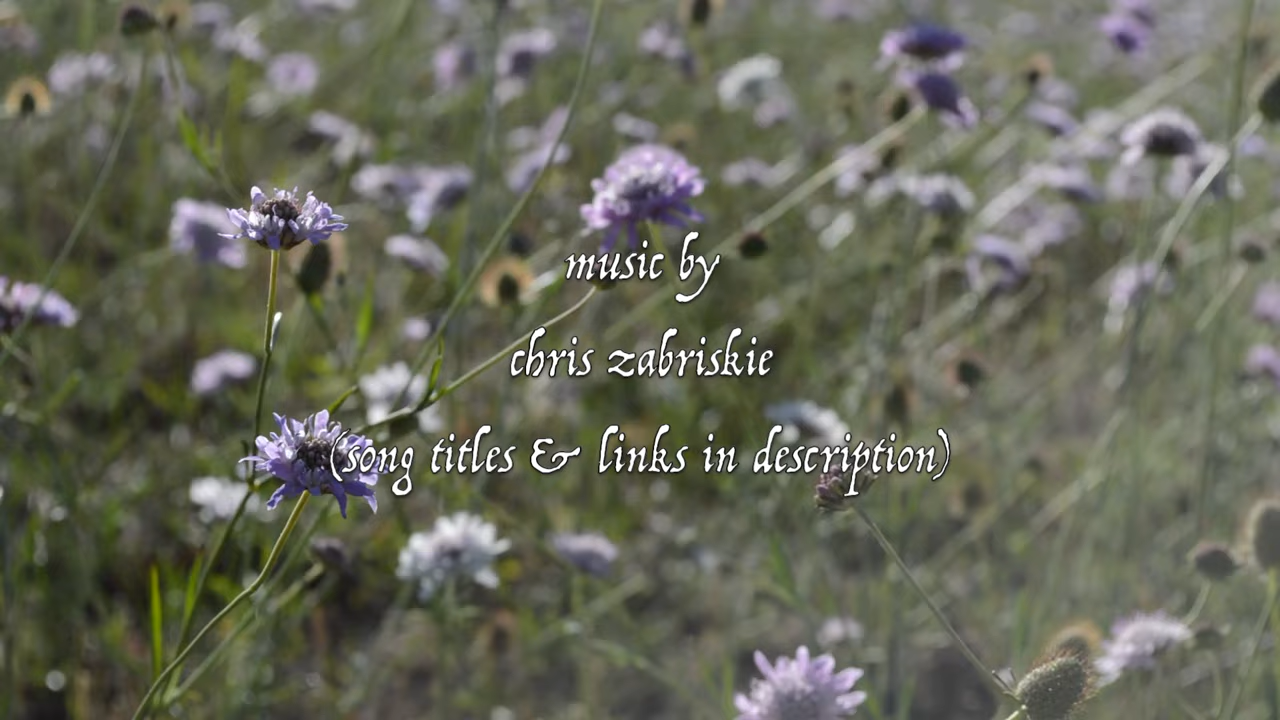 music by
chris zabriskie
(song titles & links in description)